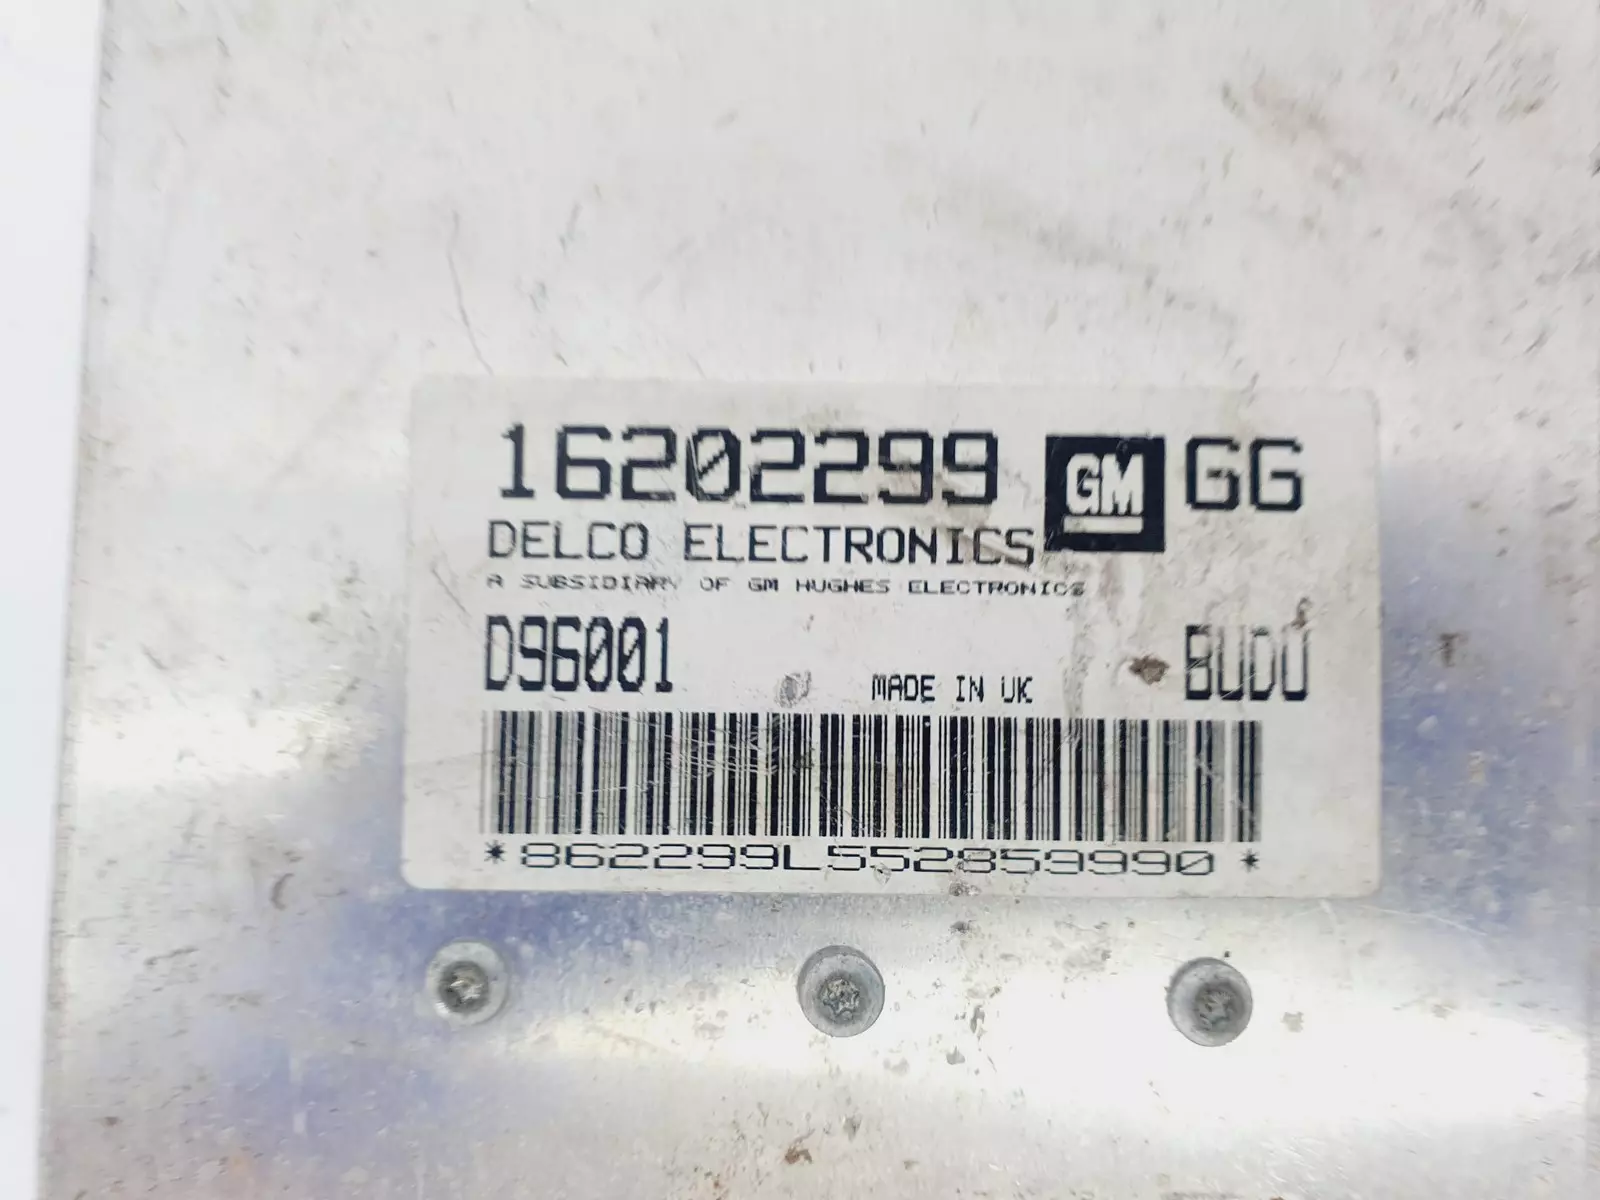 16202299 GM GG
DELCO ELECTRONICS
A SUBSIDIARY OF GM HUGHES ELECTRONICS
D96001 MADE IN UK BUDU
*862299L552859990*